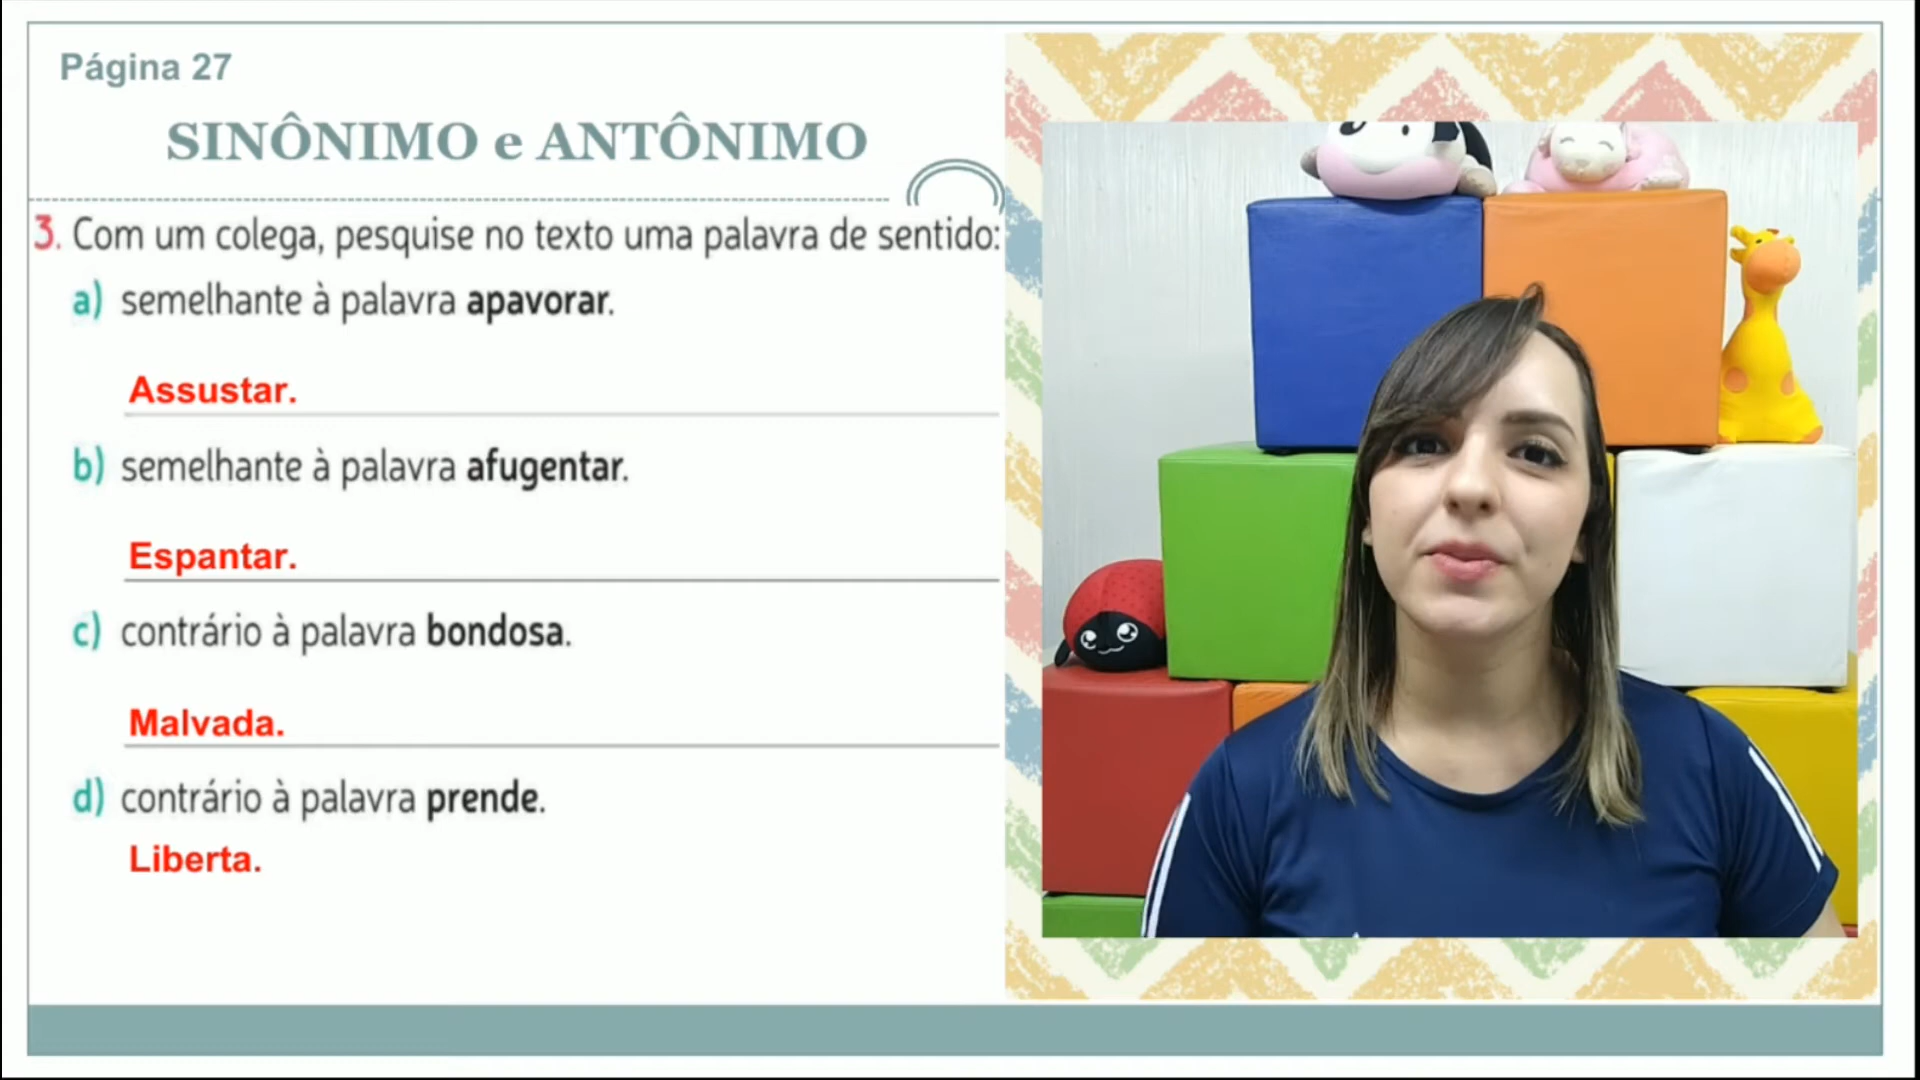 Página 27
SINÔNIMO e ANTÔNIMO
3. Com um colega, pesquise no texto uma palavra de sentido:
a) semelhante à palavra apavorar.
Assustar.
b) semelhante à palavra afugentar.
Espantar.
c) contrário à palavra bondosa.
Malvada.
d) contrário à palavra prende.
Liberta.